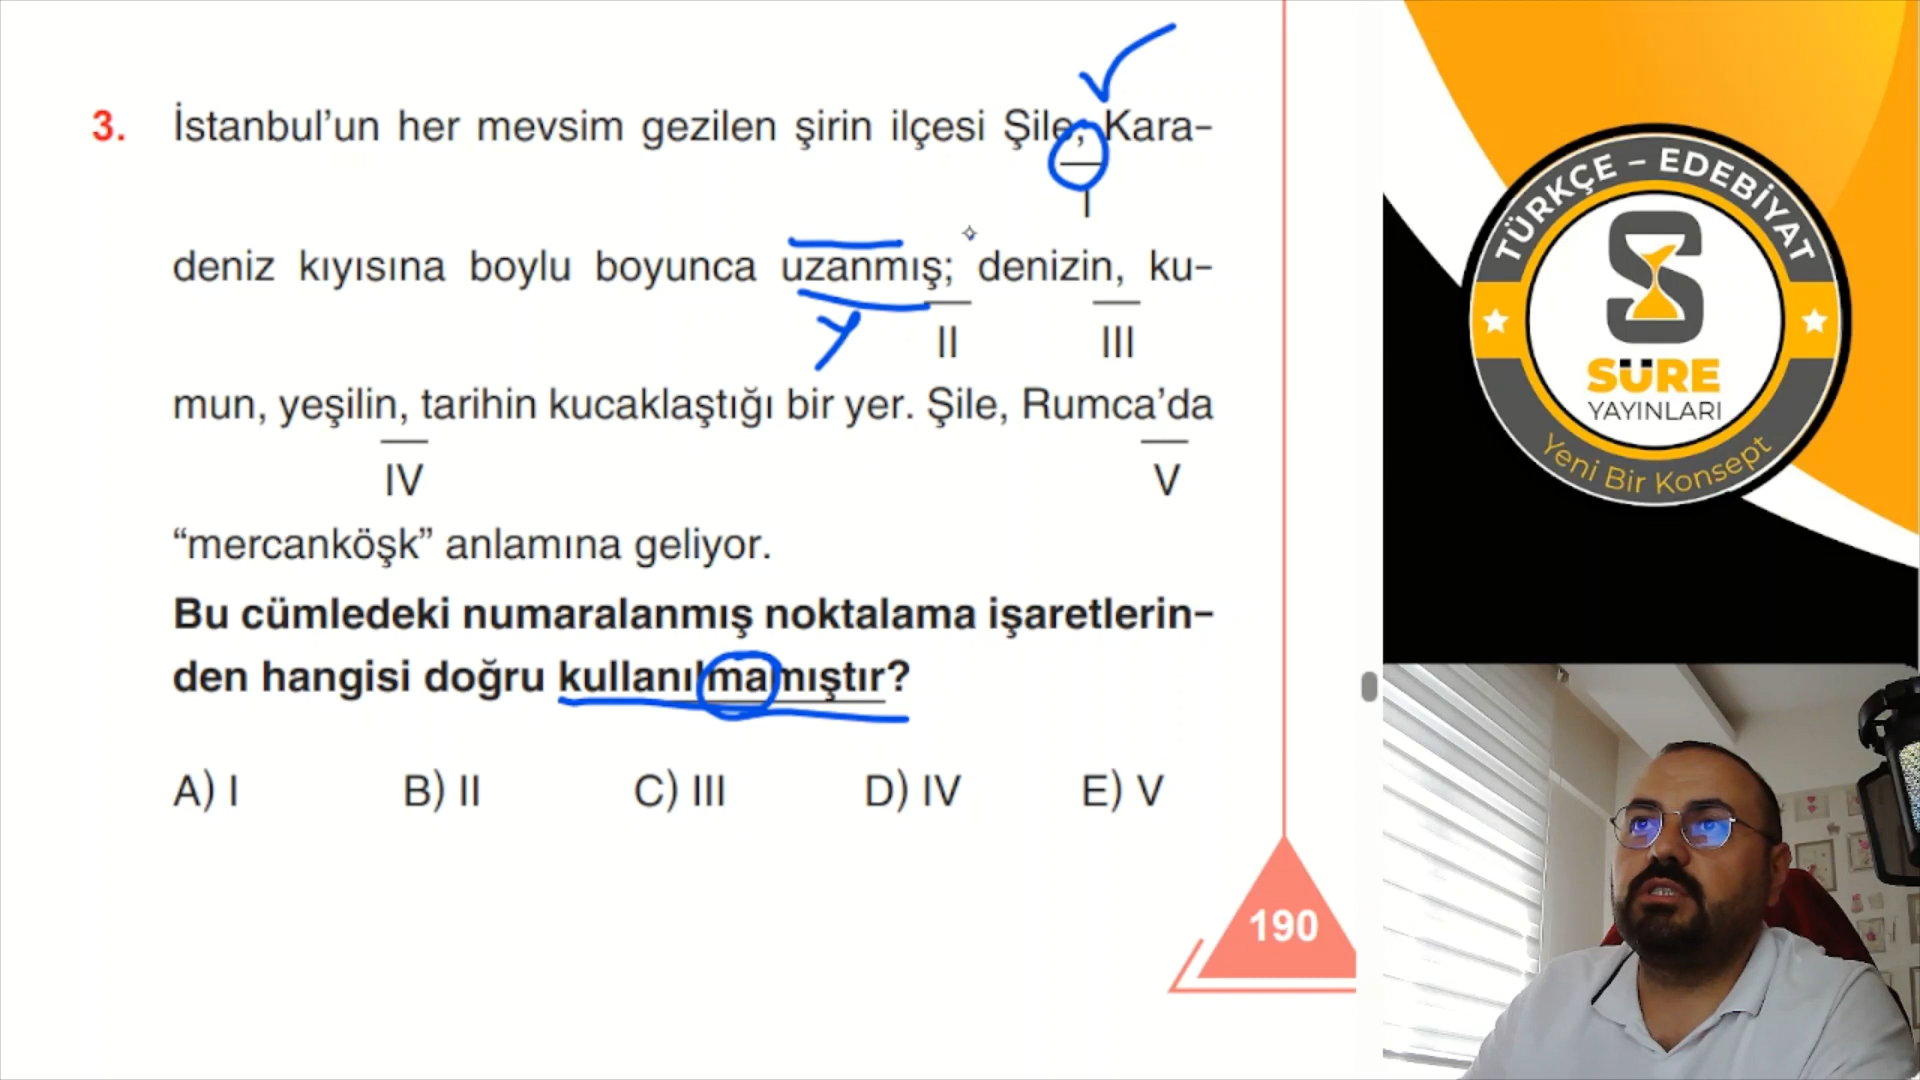 3. İstanbul’un her mevsim gezilen şirin ilçesi Şile, Kara-
I
deniz kıyısına boylu boyunca uzanmış; denizin, ku-
II III
Y
mun, yeşilin, tarihin kucaklaştığı bir yer. Şile, Rumca’da
IV V
“mercanköşk” anlamına geliyor.
Bu cümledeki numaralanmış noktalama işaretlerin-
den hangisi doğru kullanılmamıştır?
A) I B) II C) III D) IV E) V
190
TÜRKÇE – EDEBİYAT
S
SÜRE
YAYINLARI
Yeni Bir Konsept